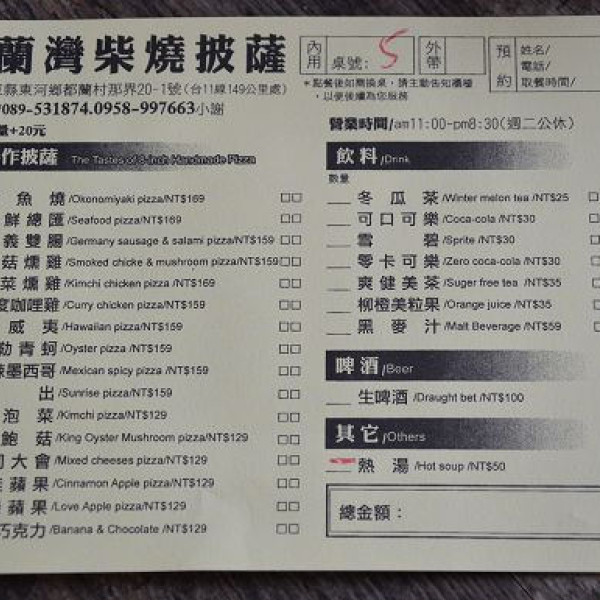 蘭灣柴燒披薩
內用 桌號: 5 外帶
預約 姓名/ 電話/ 取餐時間/
*點餐後如需換桌,請主動告知櫃檯
,以便後續為您服務
縣東河鄉都蘭村那界20-1號(台11線149公里處)
/089-531874.0958-997663小謝
量+20元
營業時間/am11:00-pm8:30(週二公休)
作披薩 The Tastes of 8-inch Handmade Pizza
魚燒/Okonomiyaki pizza/NT$169
鮮總匯/Seafood pizza/NT$169
義雙腸/Germany sausage & salami pizza/NT$159
菇燻雞/Smoked chicke & mushroom pizza/NT$159
菜燻雞/Kimchi chicken pizza/NT$169
度咖哩雞/Curry chicken pizza/NT$159
威夷/Hawaiian pizza/NT$159
勒青蚵/Oyster pizza/NT$159
辣墨西哥/Mexican spicy pizza/NT$159
出/Sunrise pizza/NT$159
泡菜/Kimchi pizza/NT$129
鮑菇/King Oyster Mushroom pizza/NT$129
大會/Mixed cheeses pizza/NT$129
蘋果/Cinnamon Apple pizza/NT$129
蘋果/Love Apple pizza/NT$129
巧克力/Banana & Chocolate/NT$129
飲料/Drink
數量
冬瓜茶/Winter melon tea/NT$25
可口可樂/Coca-cola/NT$30
雪碧/Sprite/NT$30
零卡可樂/Zero coca-cola/NT$30
爽健美茶/Suger free tea/NT$35
柳橙美粒果/Orange juice/NT$35
黑麥汁/Malt Beverage/NT$59
啤酒/Beer
生啤酒/Draught bet/NT$100
其它/Others
熱湯/Hot soup/NT$50
總金額: